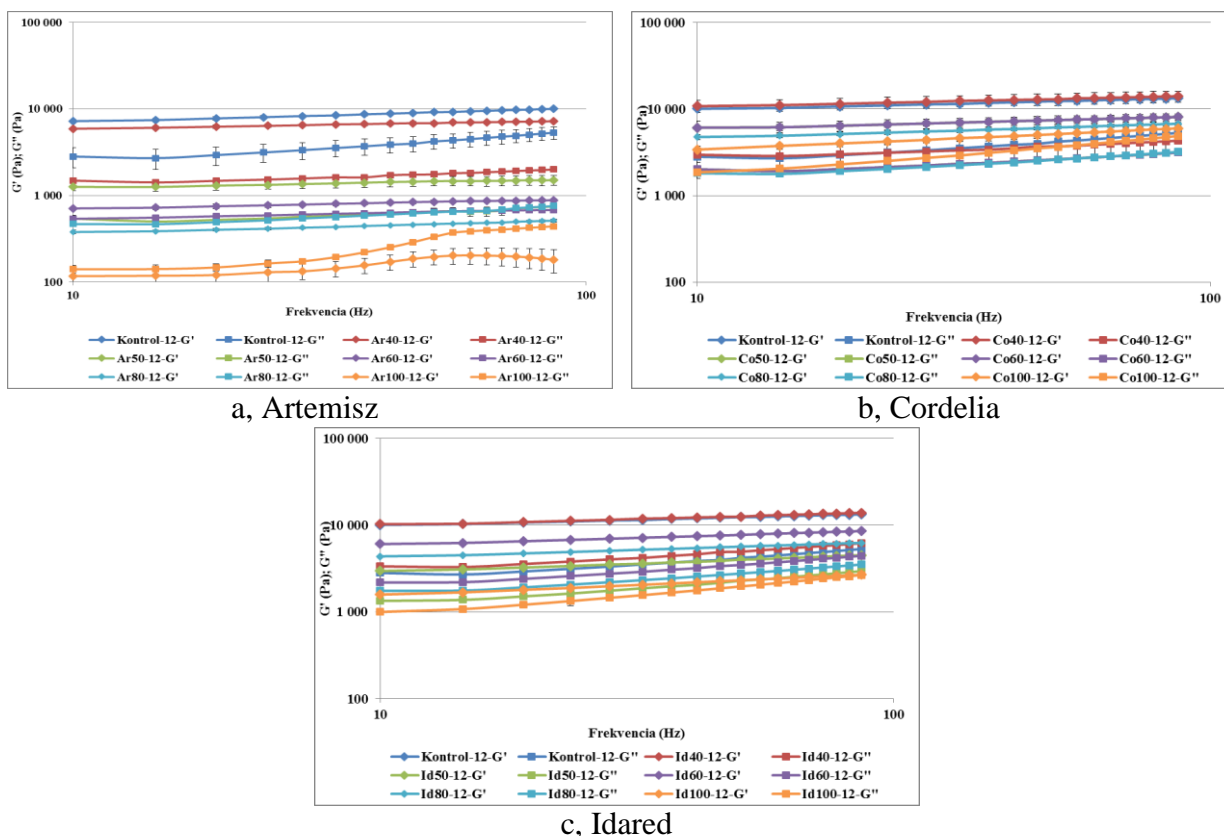 100 000
10 000
1 000
100
G' (Pa); G'' (Pa)
10
100
Frekvencia (Hz)
Kontrol-12-G' Kontrol-12-G" Ar40-12-G' Ar40-12-G"
Ar50-12-G' Ar50-12-G" Ar60-12-G' Ar60-12-G"
Ar80-12-G' Ar80-12-G" Ar100-12-G' Ar100-12-G"
a, Artemisz
100 000
10 000
1 000
100
G' (Pa); G'' (Pa)
10
100
Frekvencia (Hz)
Kontrol-12-G' Kontrol-12-G" Co40-12-G' Co40-12-G"
Co50-12-G' Co50-12-G" Co60-12-G' Co60-12-G"
Co80-12-G' Co80-12-G" Co100-12-G' Co100-12-G"
b, Cordelia
100 000
10 000
1 000
100
G' (Pa); G'' (Pa)
10
100
Frekvencia (Hz)
Kontrol-12-G' Kontrol-12-G" Id40-12-G' Id40-12-G"
Id50-12-G' Id50-12-G" Id60-12-G' Id60-12-G"
Id80-12-G' Id80-12-G" Id100-12-G' Id100-12-G"
c, Idared